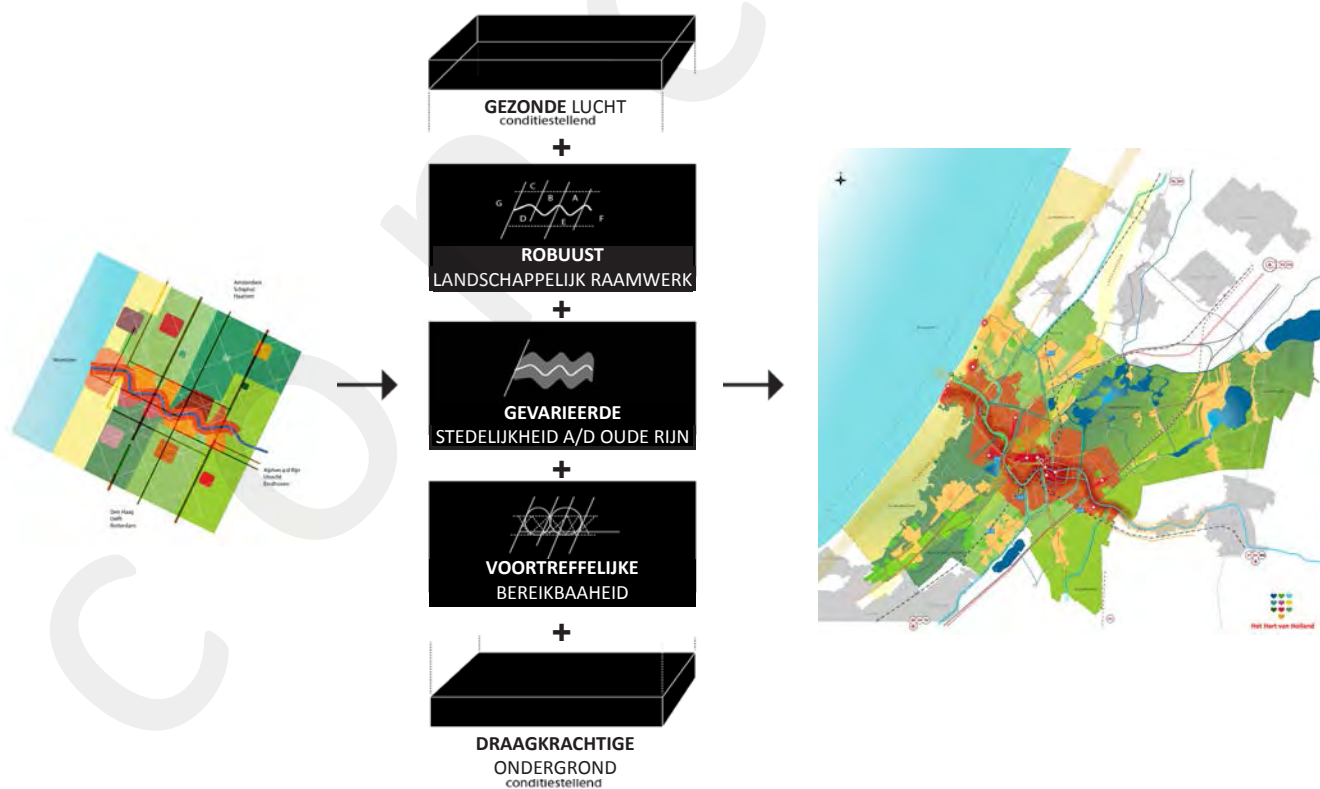 Amsterdam
Schiphol
Haarlem
Noordzee
Alphen a/d Rijn
Utrecht
Eindhoven
Den Haag
Delft
Rotterdam
GEZONDE LUCHT
conditiestellend
+
C
G B A
D E F
ROBUUST
LANDSCHAPPELIJK RAAMWERK
+
GEVARIEERDE
STEDELIJKHEID A/D OUDE RIJN
+
VOORTREFFELIJKE
BEREIKBAAHEID
+
DRAAGKRACHTIGE
ONDERGROND
conditiestellend
Het Hart van Holland